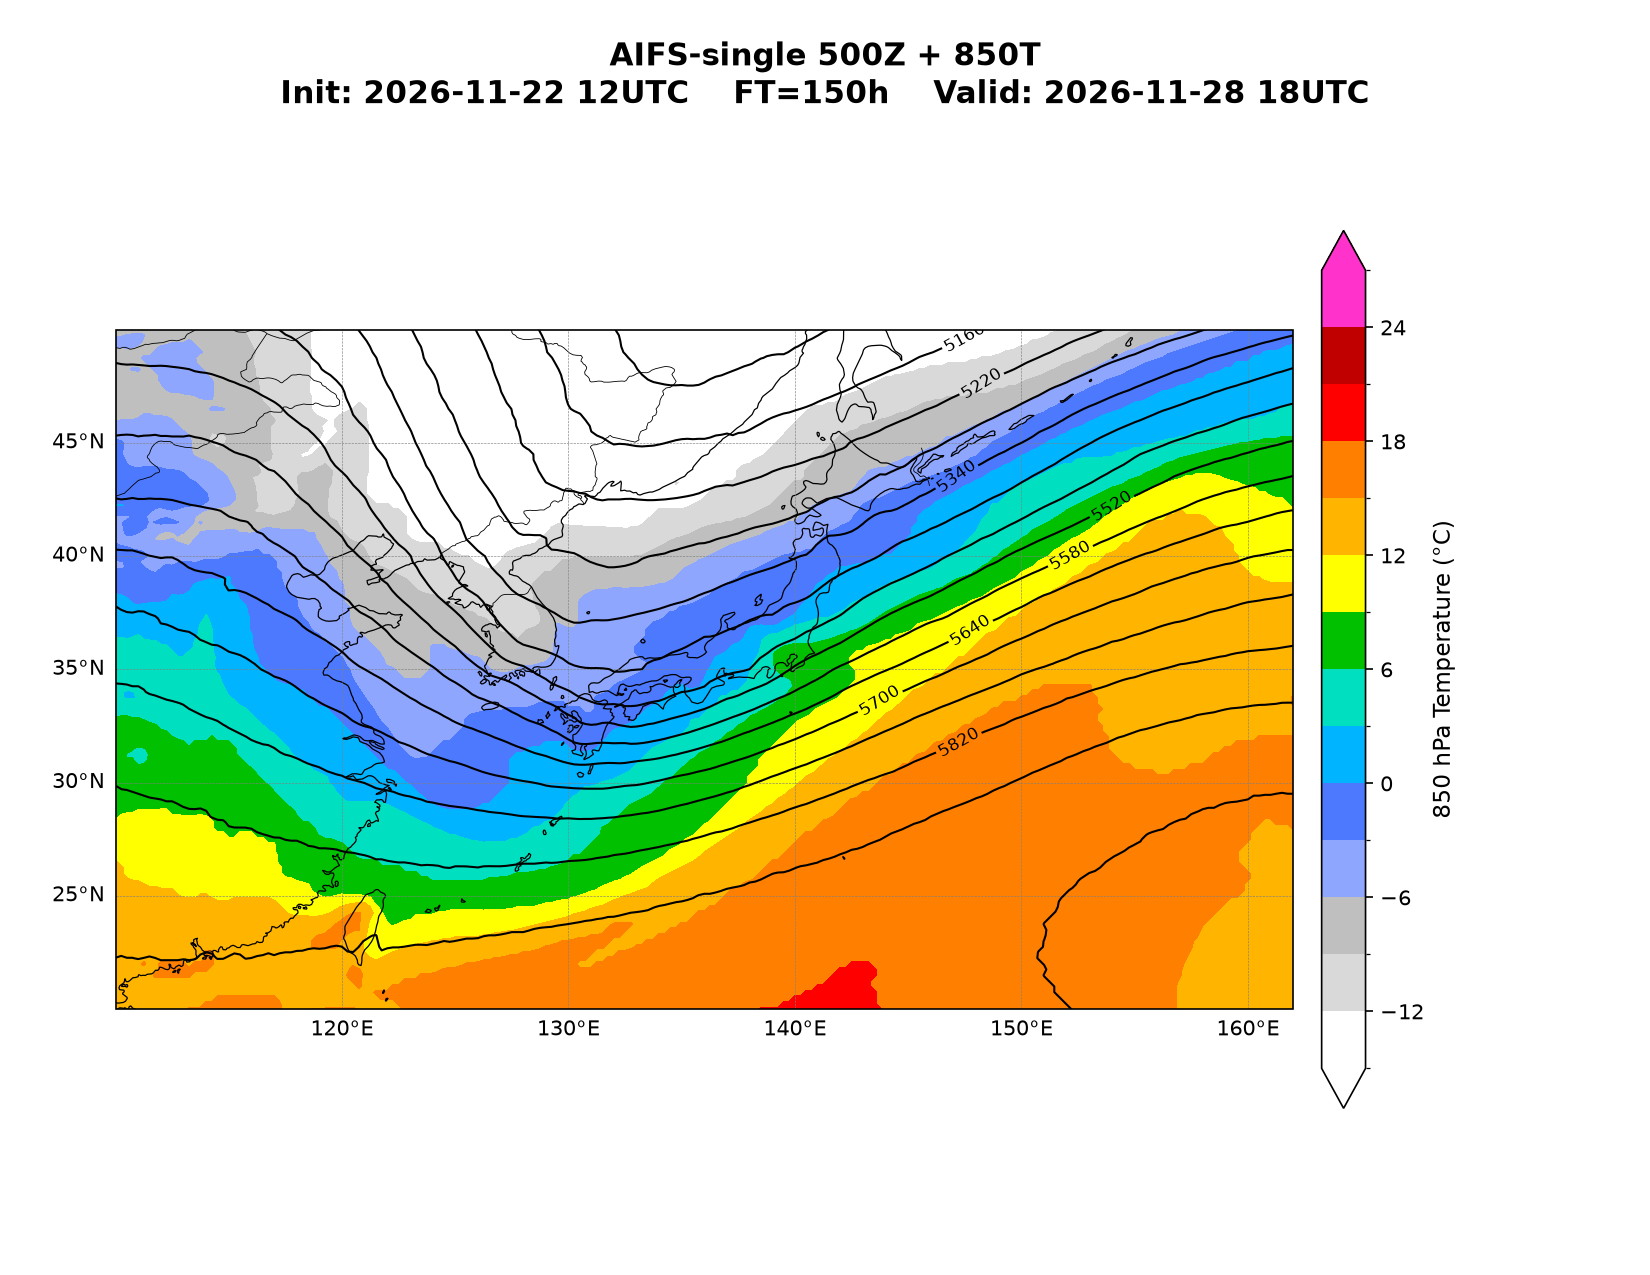 AIFS-single 500Z + 850T
Init: 2026-11-22 12UTC    FT=150h    Valid: 2026-11-28 18UTC
5160
5220
5340
5520
5580
5640
5700
5820
45°N
40°N
35°N
30°N
25°N
120°E
130°E
140°E
150°E
160°E
24
18
12
6
0
−6
−12
850 hPa Temperature (°C)